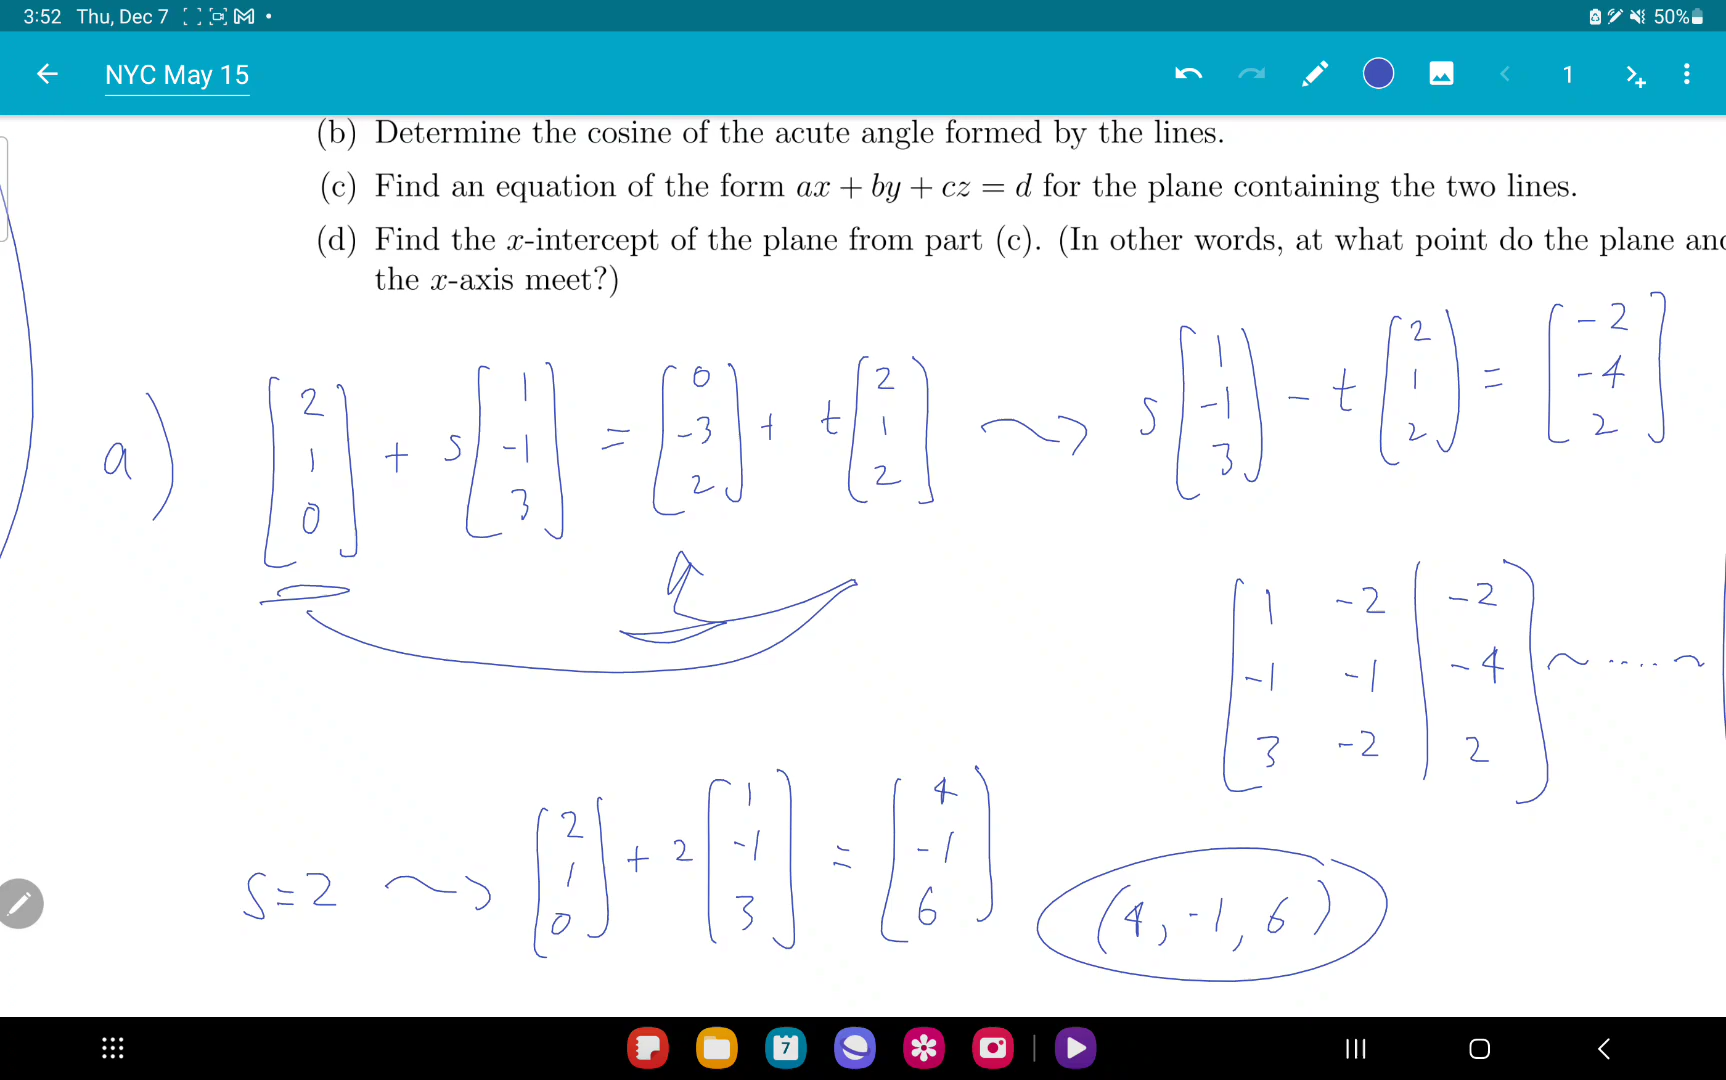 3:52 Thu, Dec 7 50%
NYC May 15 1
(b) Determine the cosine of the acute angle formed by the lines.
(c) Find an equation of the form ax + by + cz = d for the plane containing the two lines.
(d) Find the x-intercept of the plane from part (c). (In other words, at what point do the plane an
the x-axis meet?)
a) [2 1 0] + s[1 -1 3] = [0 -3 2] + t[2 1 2] ⤳ s[1 -1 3] - t[2 1 2] = [-2 -4 2]
[1 -2 | -2
-1 -1 | -4
3 -2 | 2] ~ ..... ~
s=2 ⤳ [2 1 0] + 2[1 -1 3] = [4 -1 6] (4, -1, 6)
7